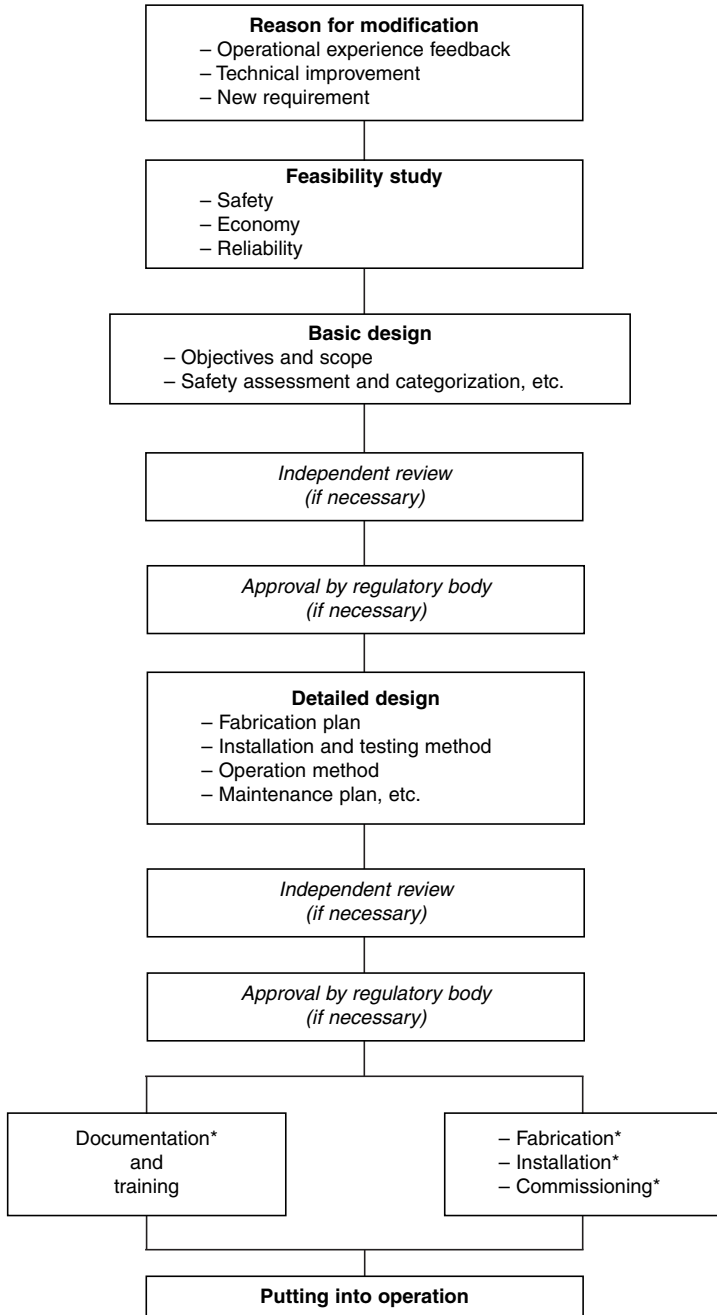 Reason for modification
– Operational experience feedback
– Technical improvement
– New requirement
Feasibility study
– Safety
– Economy
– Reliability
Basic design
– Objectives and scope
– Safety assessment and categorization, etc.
Independent review
(if necessary)
Approval by regulatory body
(if necessary)
Detailed design
– Fabrication plan
– Installation and testing method
– Operation method
– Maintenance plan, etc.
Independent review
(if necessary)
Approval by regulatory body
(if necessary)
Documentation*
and
training
– Fabrication*
– Installation*
– Commissioning*
Putting into operation